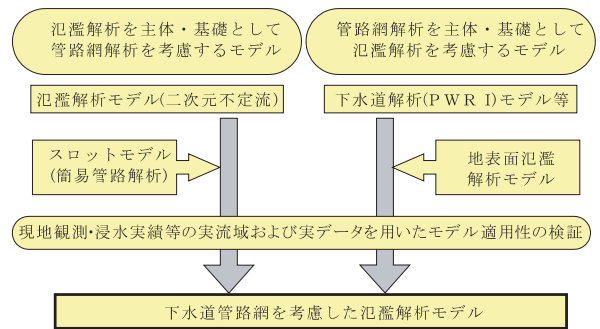 氾濫解析を主体・基礎として
管路網解析を考慮するモデル
管路網解析を主体・基礎として
氾濫解析を考慮するモデル
氾濫解析モデル(二次元不定流)
下水道解析(PWRI)モデル等
スロットモデル
(簡易管路解析)
地表面氾濫
解析モデル
現地観測・浸水実績等の実流域および実データを用いたモデル適用性の検証
下水道管路網を考慮した氾濫解析モデル